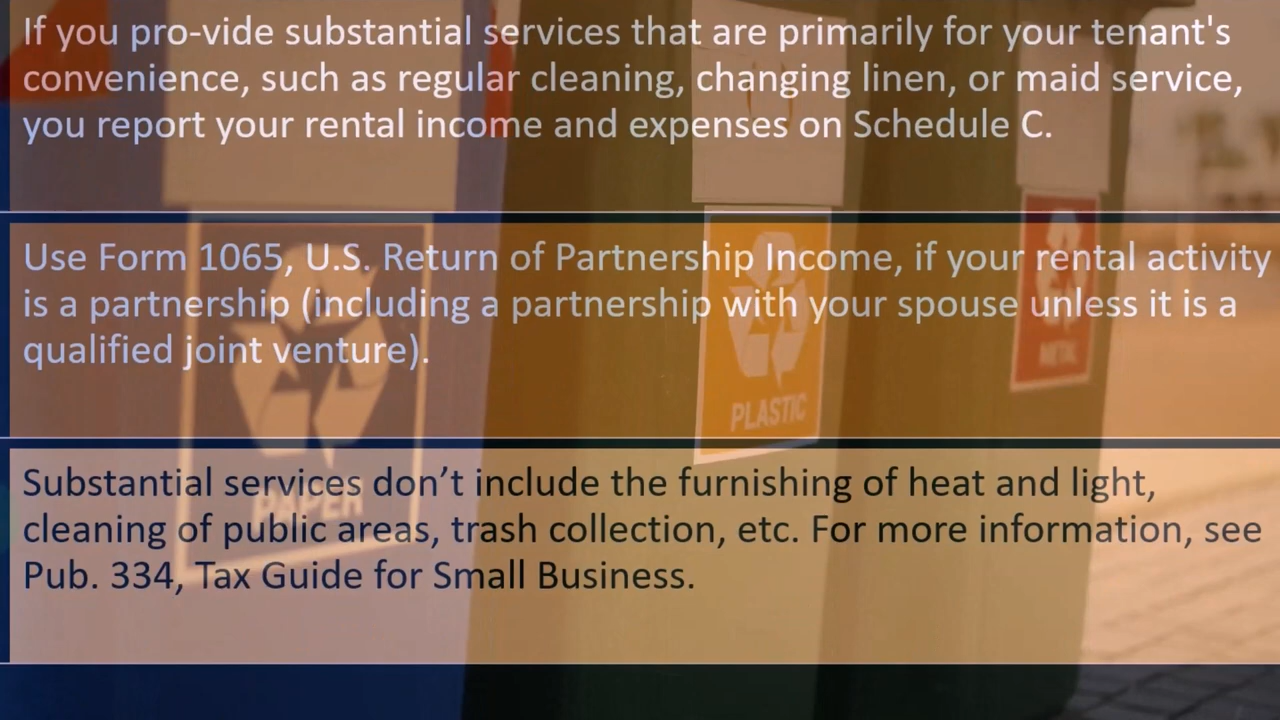 If you pro-vide substantial services that are primarily for your tenant's
convenience, such as regular cleaning, changing linen, or maid service,
you report your rental income and expenses on Schedule C.
Use Form 1065, U.S. Return of Partnership Income, if your rental activity
is a partnership (including a partnership with your spouse unless it is a
qualified joint venture).
PLASTIC
METAL
Substantial services don’t include the furnishing of heat and light,
cleaning of public areas, trash collection, etc. For more information, see
Pub. 334, Tax Guide for Small Business.
PAPER